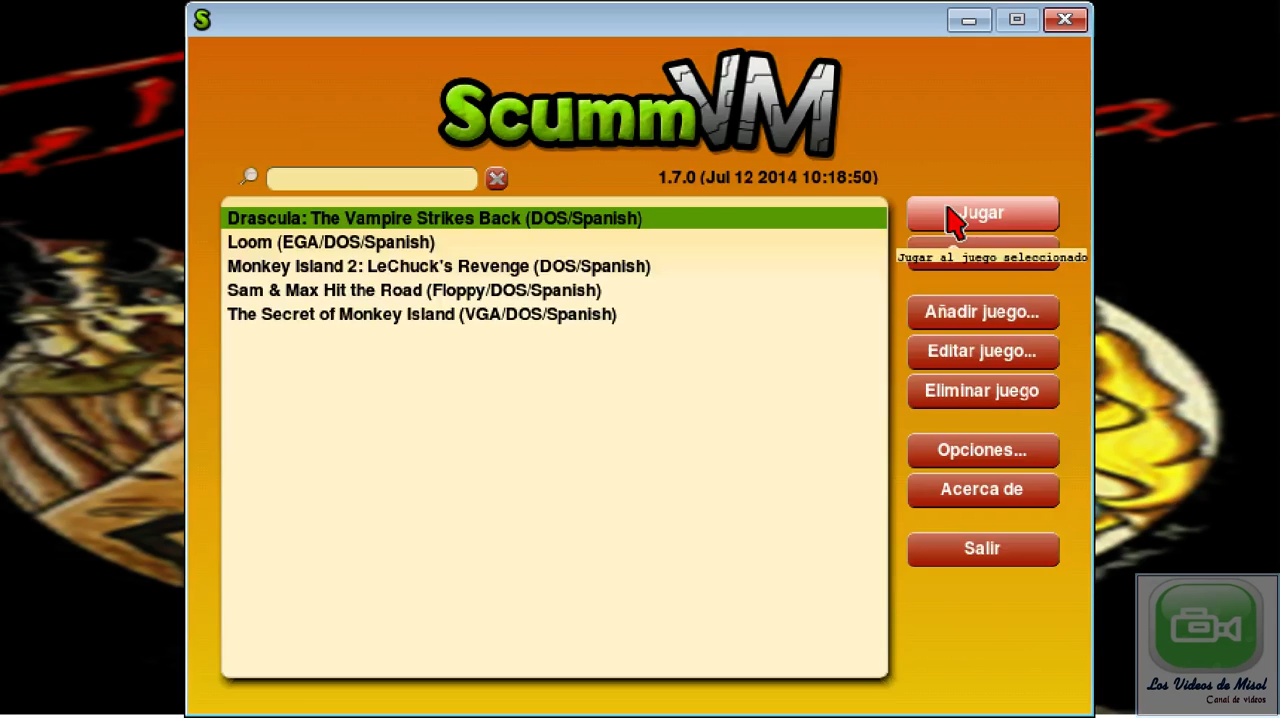 S
ScummVM
1.7.0 (Jul 12 2014 10:18:50)
Drascula: The Vampire Strikes Back (DOS/Spanish)
Loom (EGA/DOS/Spanish)
Monkey Island 2: LeChuck's Revenge (DOS/Spanish)
Sam & Max Hit the Road (Floppy/DOS/Spanish)
The Secret of Monkey Island (VGA/DOS/Spanish)
Jugar
Jugar al juego seleccionado
Añadir juego...
Editar juego...
Eliminar juego
Opciones...
Acerca de
Salir
Los Videos de Misol
Canal de videos